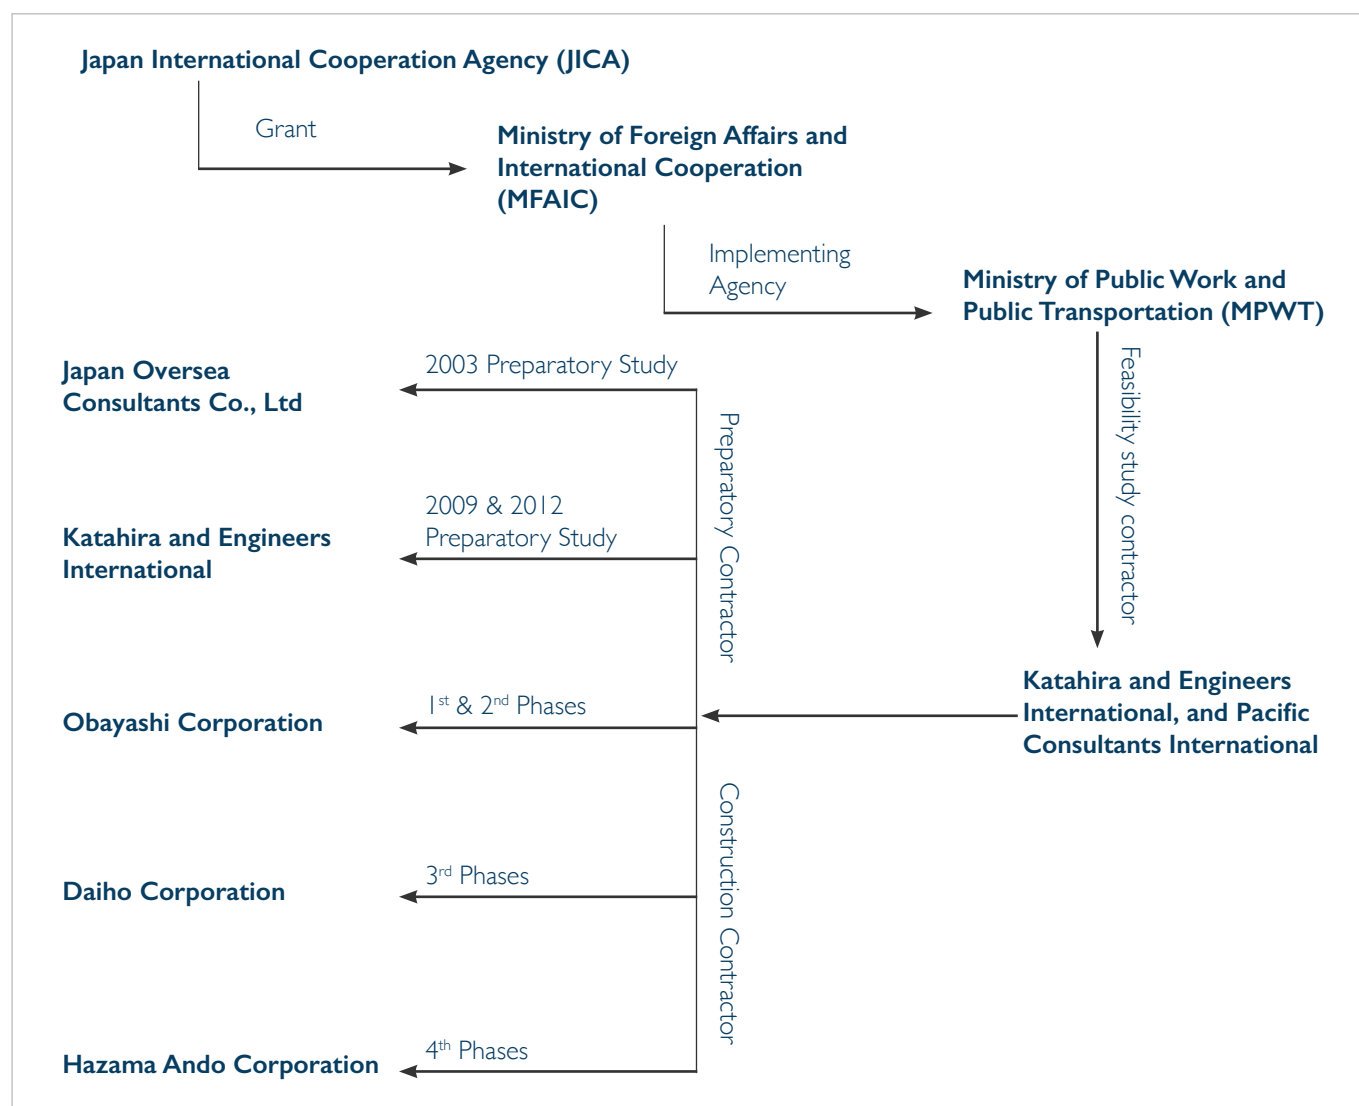 Japan International Cooperation Agency (JICA)
Grant
Ministry of Foreign Affairs and
International Cooperation
(MFAIC)
Implementing
Agency
Ministry of Public Work and
Public Transportation (MPWT)
Feasibility study contractor
Katahira and Engineers
International, and Pacific
Consultants International
Preparatory Contractor
2003 Preparatory Study
Japan Oversea
Consultants Co., Ltd
2009 & 2012
Preparatory Study
Katahira and Engineers
International
Construction Contractor
1st & 2nd Phases
Obayashi Corporation
3rd Phases
Daiho Corporation
4th Phases
Hazama Ando Corporation